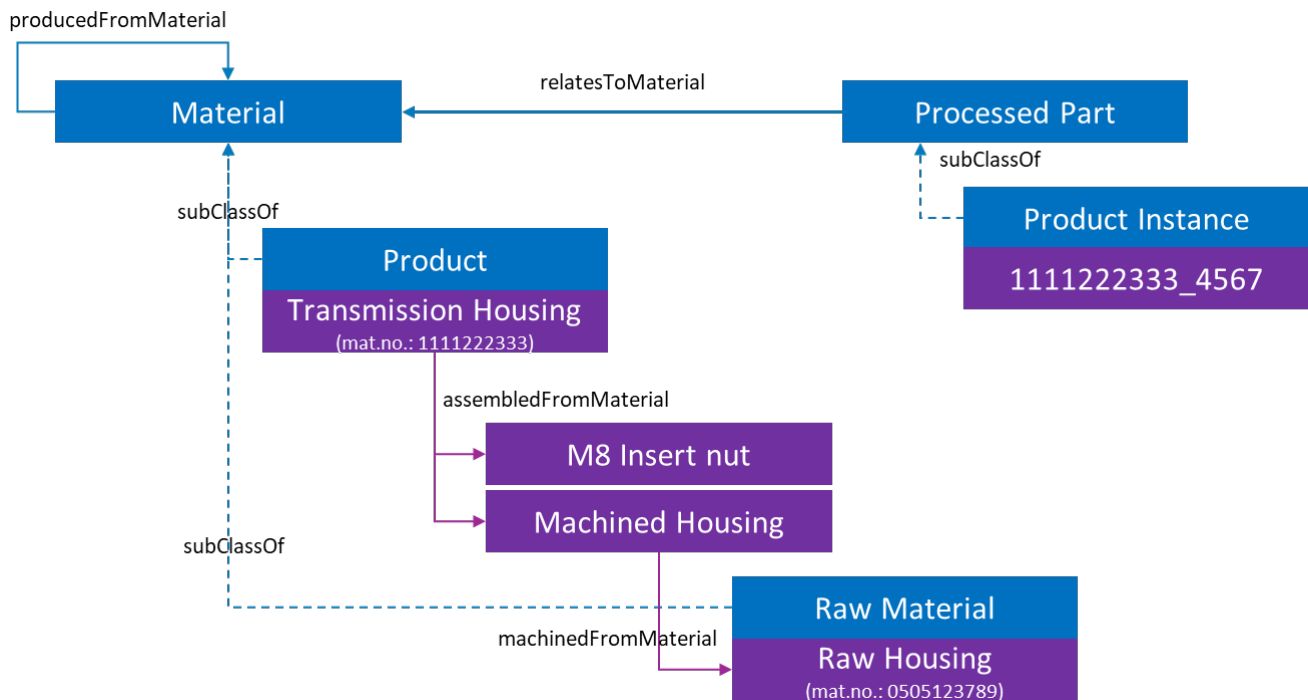 producedFromMaterial
relatesToMaterial
Material
Processed Part
subClassOf
subClassOf
Product Instance
1111222333_4567
Product
Transmission Housing
(mat.no.: 1111222333)
assembledFromMaterial
M8 Insert nut
Machined Housing
subClassOf
Raw Material
machinedFromMaterial
Raw Housing
(mat.no.: 0505123789)